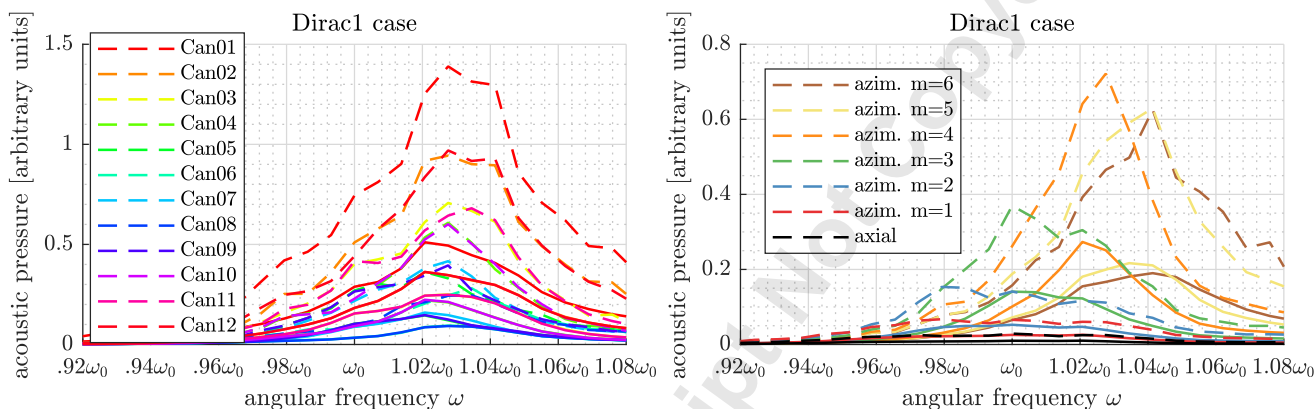 Dirac1 case
acoustic pressure [arbitrary units]
1.5
1
0.5
0
Can01
Can02
Can03
Can04
Can05
Can06
Can07
Can08
Can09
Can10
Can11
Can12
.92ω₀ .94ω₀ .96ω₀ .98ω₀ ω₀ 1.02ω₀ 1.04ω₀ 1.06ω₀ 1.08ω₀
angular frequency ω
Dirac1 case
acoustic pressure [arbitrary units]
0.8
0.6
0.4
0.2
0
azim. m=6
azim. m=5
azim. m=4
azim. m=3
azim. m=2
azim. m=1
axial
.92ω₀ .94ω₀ .96ω₀ .98ω₀ ω₀ 1.02ω₀ 1.04ω₀ 1.06ω₀ 1.08ω₀
angular frequency ω
ipt Not Copy